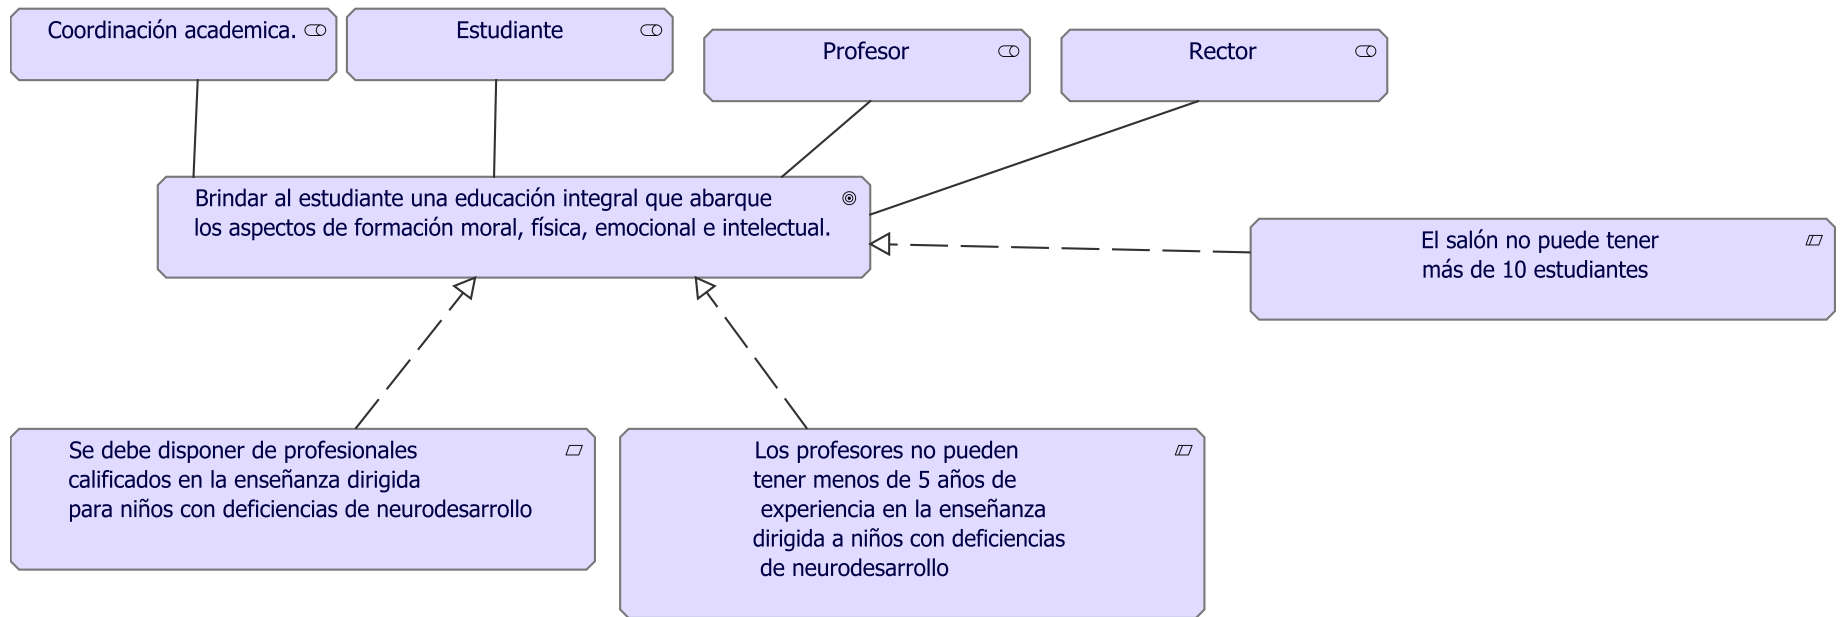 Coordinación academica.
Estudiante
Profesor
Rector
Brindar al estudiante una educación integral que abarque
los aspectos de formación moral, física, emocional e intelectual.
El salón no puede tener
más de 10 estudiantes
Se debe disponer de profesionales
calificados en la enseñanza dirigida
para niños con deficiencias de neurodesarrollo
Los profesores no pueden
tener menos de 5 años de
experiencia en la enseñanza
dirigida a niños con deficiencias
de neurodesarrollo